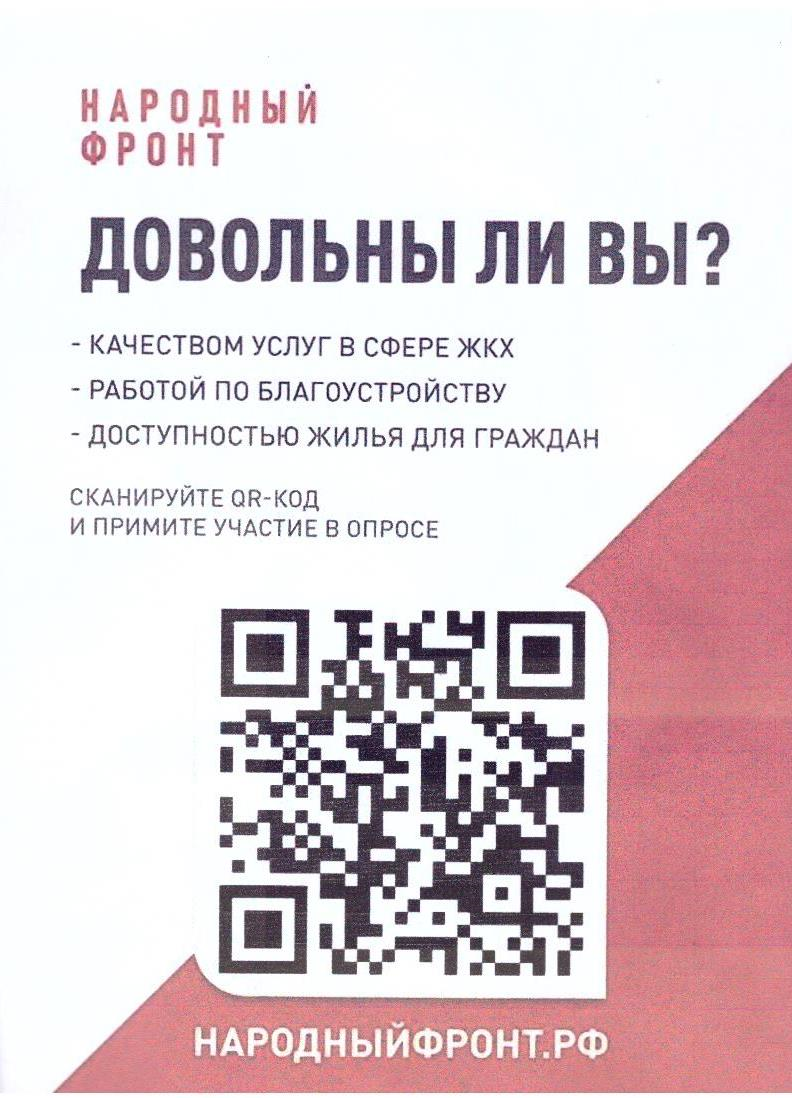 НАРОДНЫЙ
ФРОНТ
ДОВОЛЬНЫ ЛИ ВЫ?
- КАЧЕСТВОМ УСЛУГ В СФЕРЕ ЖКХ
- РАБОТОЙ ПО БЛАГОУСТРОЙСТВУ
- ДОСТУПНОСТЬЮ ЖИЛЬЯ ДЛЯ ГРАЖДАН
СКАНИРУЙТЕ QR-КОД
И ПРИМИТЕ УЧАСТИЕ В ОПРОСЕ
НАРОДНЫЙФРОНТ.РФ